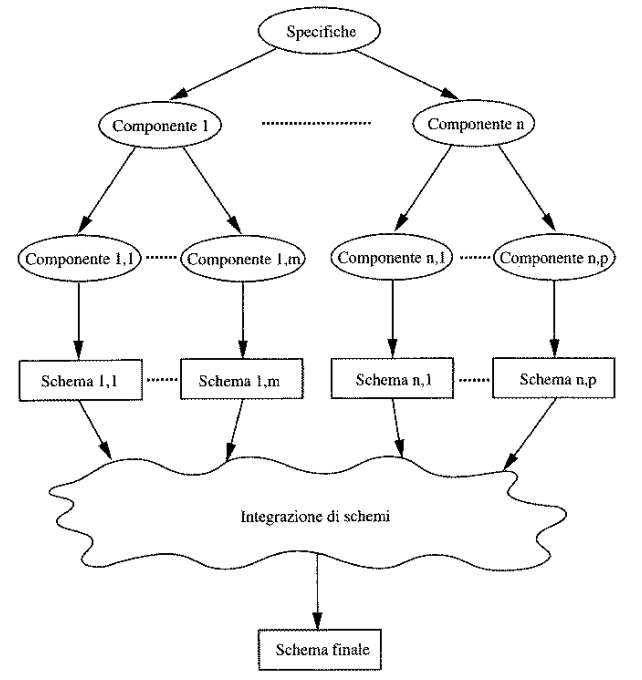 Specifiche
Componente 1
Componente n
Componente 1,1
Componente 1,m
Componente n,1
Componente n,p
Schema 1,1
Schema 1,m
Schema n,1
Schema n,p
Integrazione di schemi
Schema finale